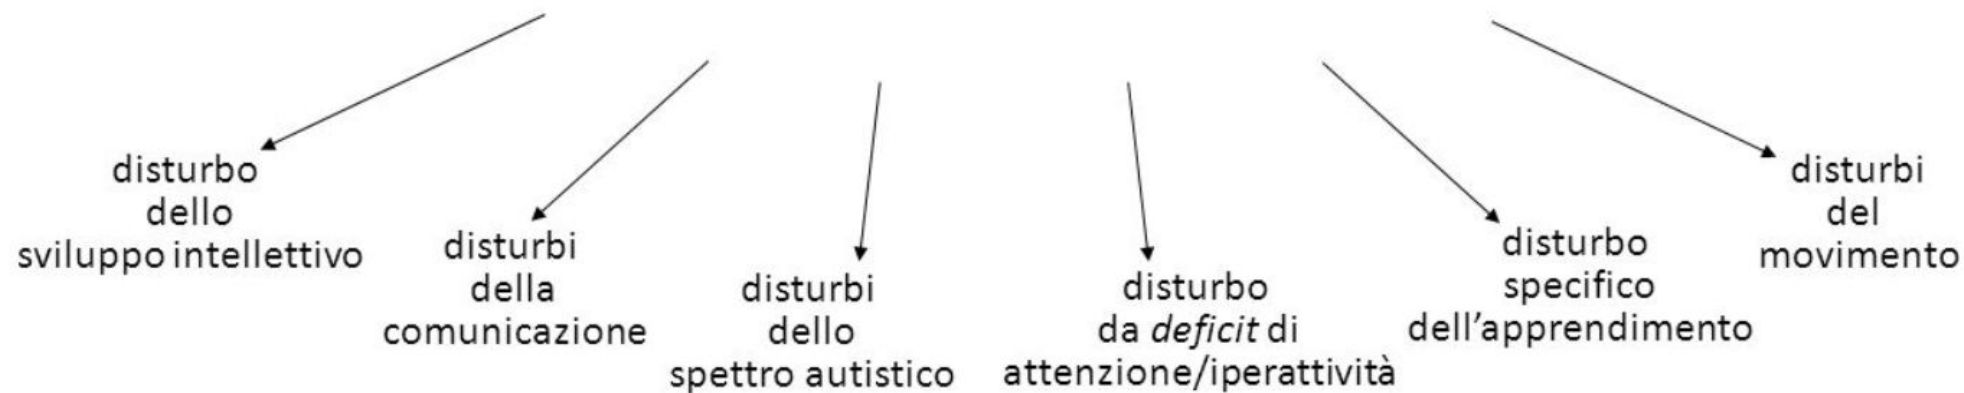 disturbo
dello
sviluppo intellettivo
disturbi
della
comunicazione
disturbi
dello
spettro autistico
disturbo
da deficit di
attenzione/iperattività
disturbo
specifico
dell’apprendimento
disturbi
del
movimento